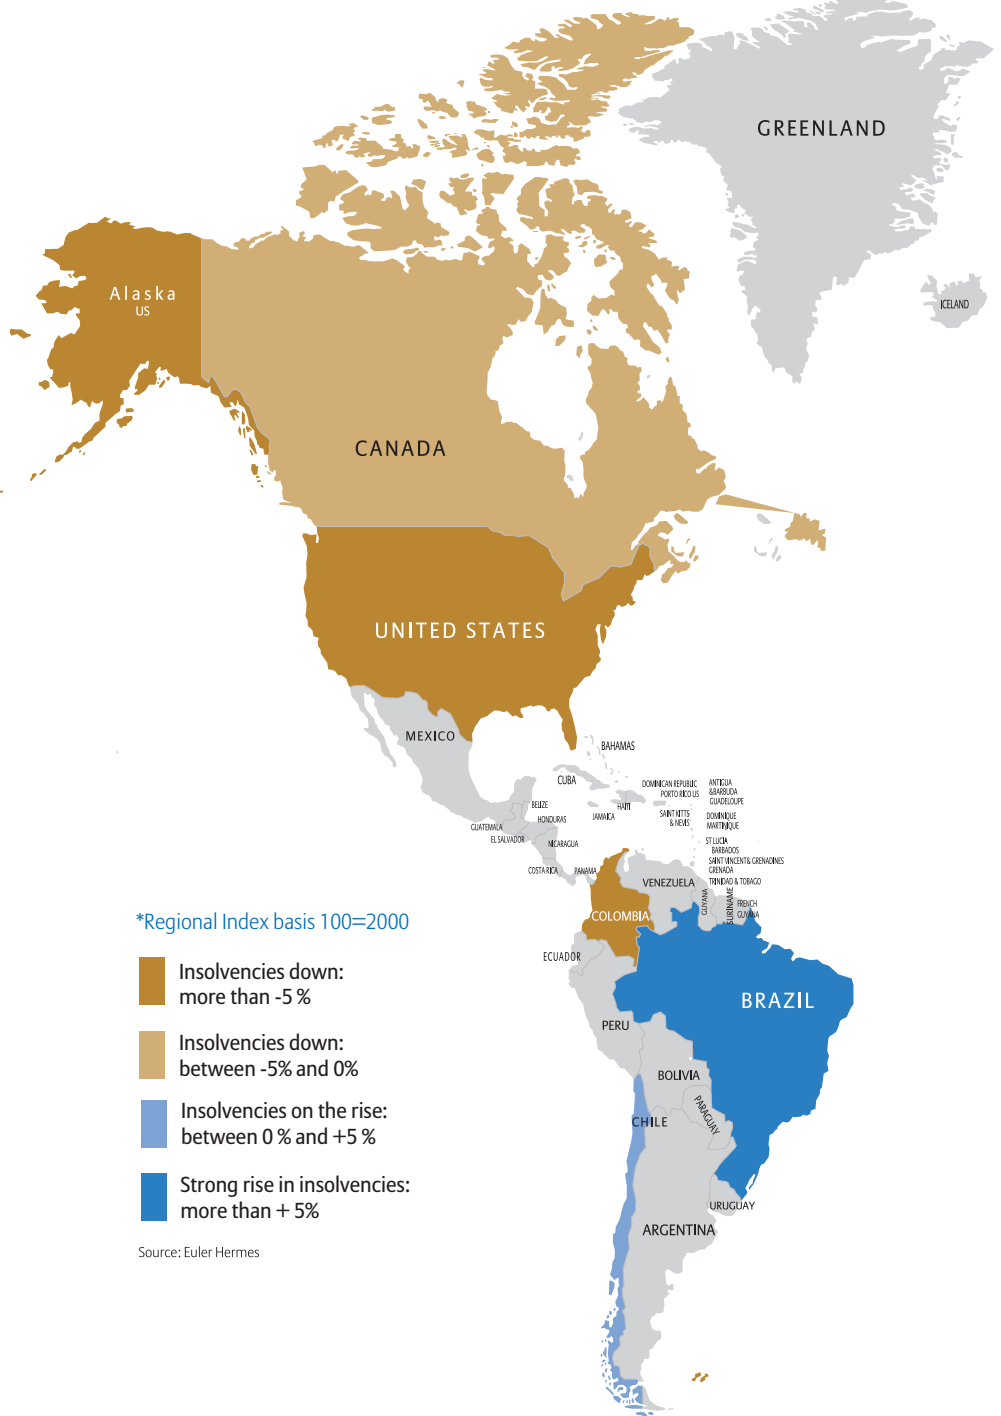 GREENLAND
ICELAND
Alaska
US
CANADA
UNITED STATES
MEXICO
BAHAMAS
CUBA
DOMINICAN REPUBLIC
PORTO RICO US
ANTIGUA
&BARBUDA
GUADELOUPE
HAITI
JAMAICA
SAINT KITTS
& NEVIS
DOMINIQUE
MARTINIQUE
BELIZE
HONDURAS
GUATEMALA
EL SALVADOR
NICARAGUA
ST LUCIA
BARBADOS
SAINT VINCENT& GRENADINES
GRENADA
TRINIDAD & TOBAGO
COSTA RICA
PANAMA
VENEZUELA
GUYANA
SURINAME
FRENCH
GUYANA
COLOMBIA
ECUADOR
BRAZIL
PERU
BOLIVIA
PARAGUAY
CHILE
URUGUAY
ARGENTINA
*Regional Index basis 100=2000
Insolvencies down:
more than -5 %
Insolvencies down:
between -5% and 0%
Insolvencies on the rise:
between 0 % and +5 %
Strong rise in insolvencies:
more than + 5%
Source: Euler Hermes